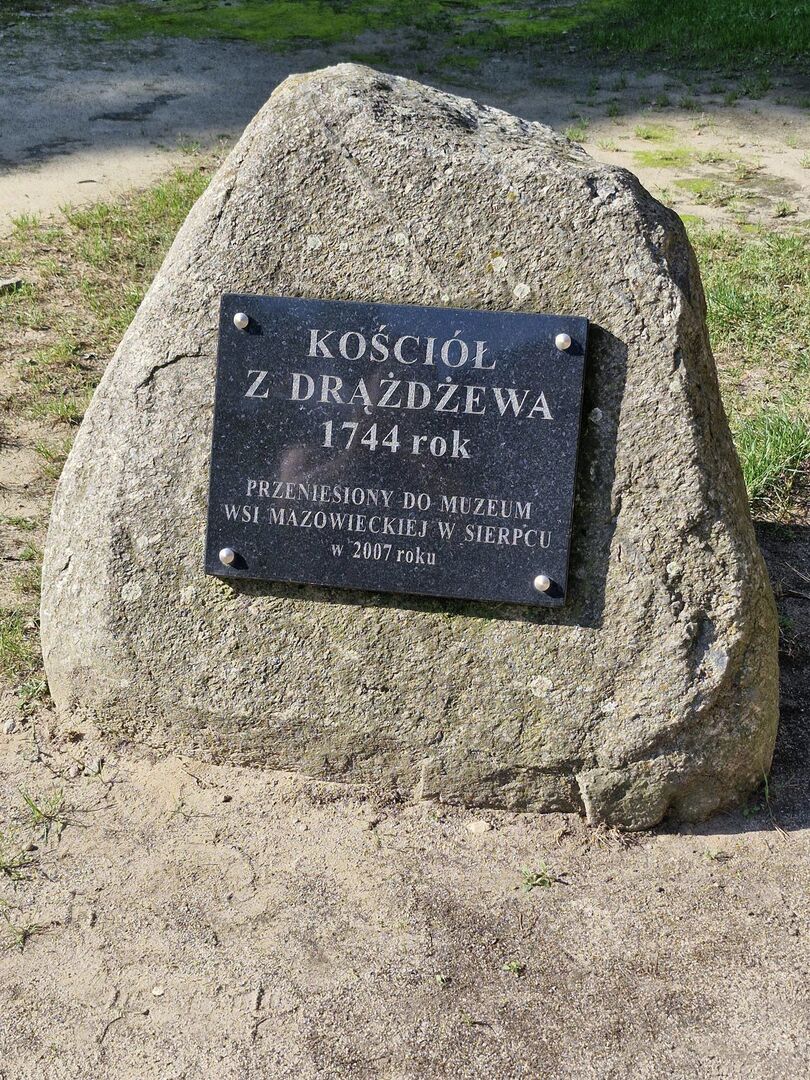 KOŚCIÓŁ
Z DRĄŻDŻEWA
1744 rok
PRZENIESIONY DO MUZEUM
WSI MAZOWIECKIEJ W SIERPCU
w 2007 roku